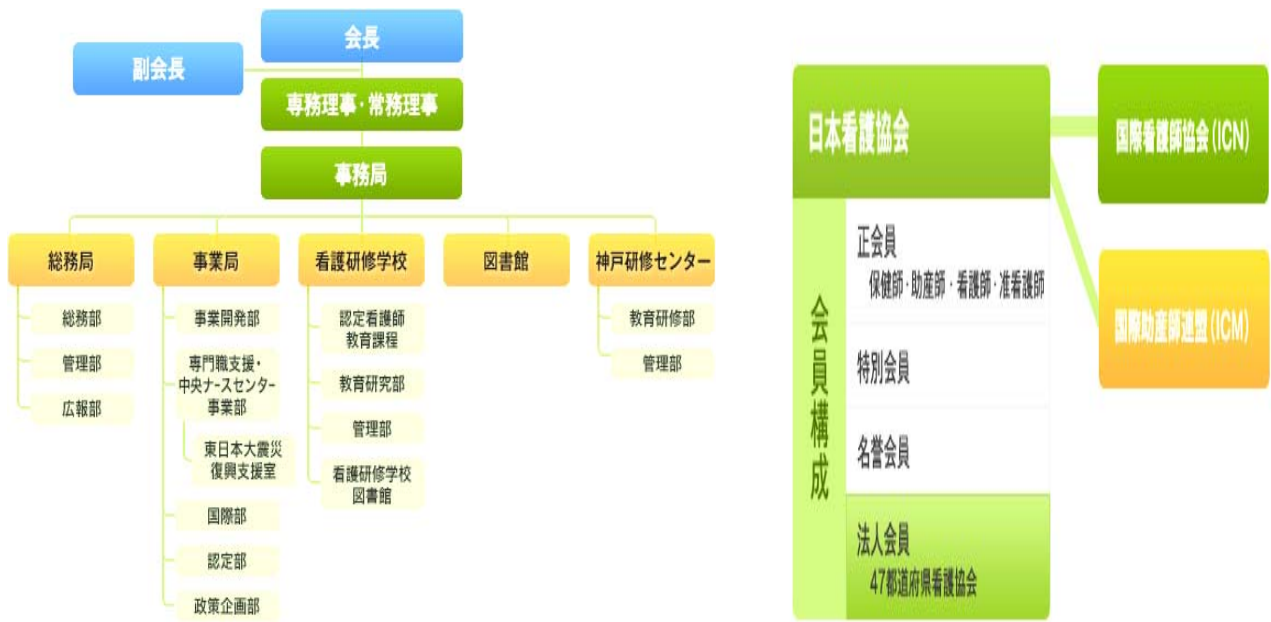 会長
副会長
専務理事・常務理事
事務局
総務局
総務部
管理部
広報部
事業局
事業開発部
専門職支援・
中央ナースセンター
事業部
東日本大震災
復興支援室
国際部
認定部
政策企画部
看護研修学校
認定看護師
教育課程
教育研究部
管理部
看護研修学校
図書館
図書館
神戸研修センター
教育研修部
管理部
日本看護協会
会員構成
正会員
保健師・助産師・看護師・准看護師
特別会員
名誉会員
法人会員
47都道府県看護協会
国際看護師協会(ICN)
国際助産師連盟(ICM)